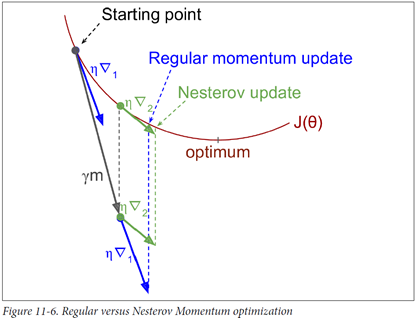 Starting point
η∇1
Regular momentum update
η∇2
Nesterov update
J(θ)
optimum
γm
η∇2
η∇1
Figure 11-6. Regular versus Nesterov Momentum optimization